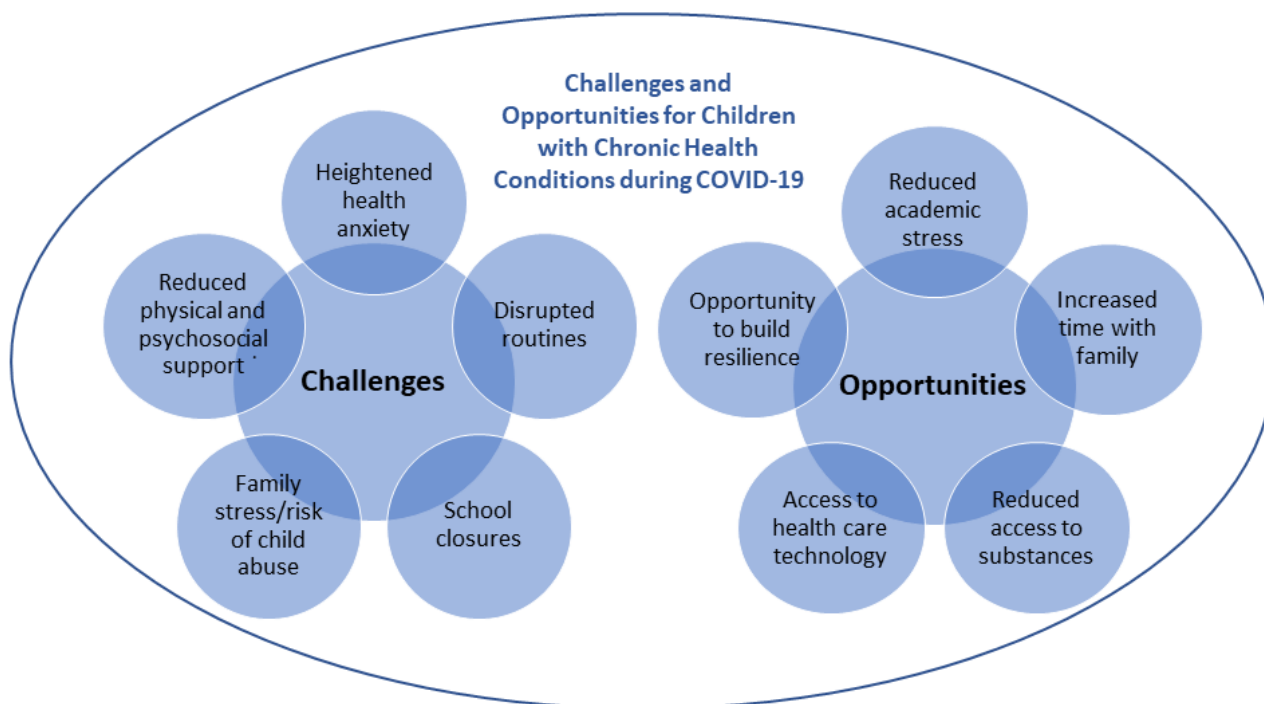 Challenges and
Opportunities for Children
with Chronic Health
Conditions during COVID-19
Heightened
health
anxiety
Reduced
physical and
psychosocial
support
Disrupted
routines
Challenges
Family
stress/risk
of child
abuse
School
closures
Reduced
academic
stress
Opportunity
to build
resilience
Increased
time with
family
Opportunities
Access to
health care
technology
Reduced
access to
substances